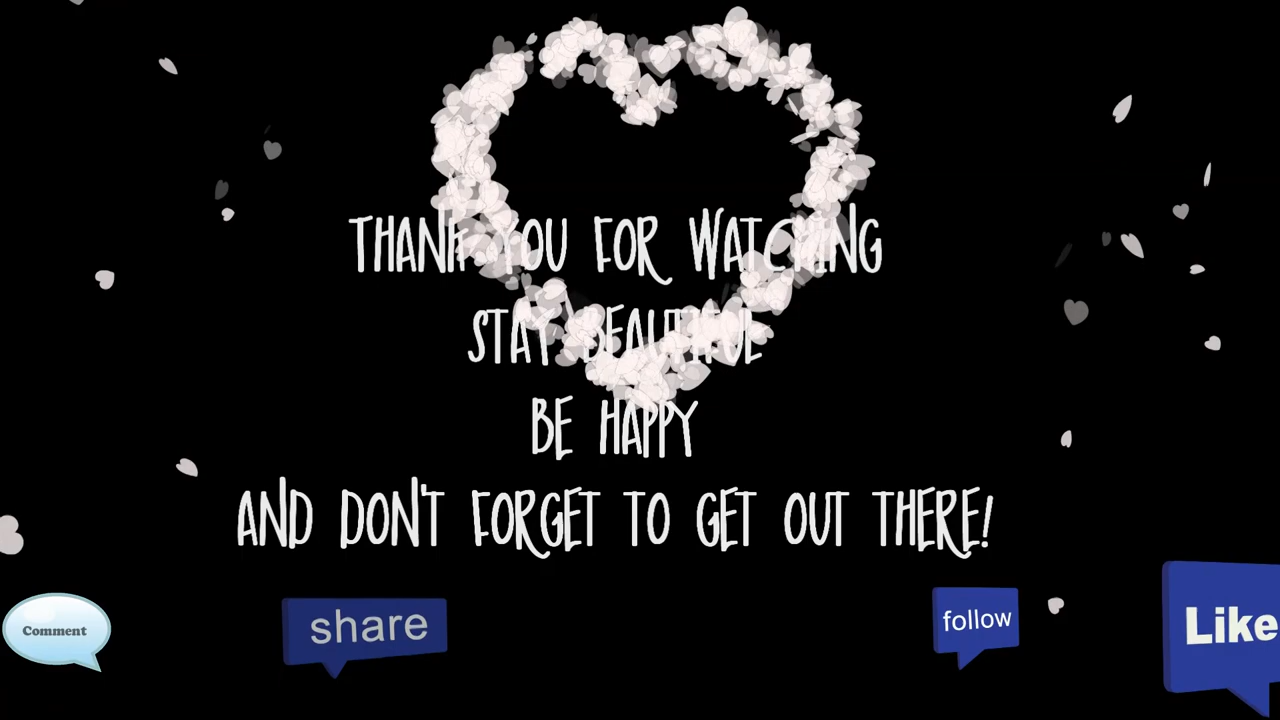 THANK YOU FOR WATCHING
STAY BEAUTIFUL
BE HAPPY
AND DON'T FORGET TO GET OUT THERE!
Comment
share
follow
Like